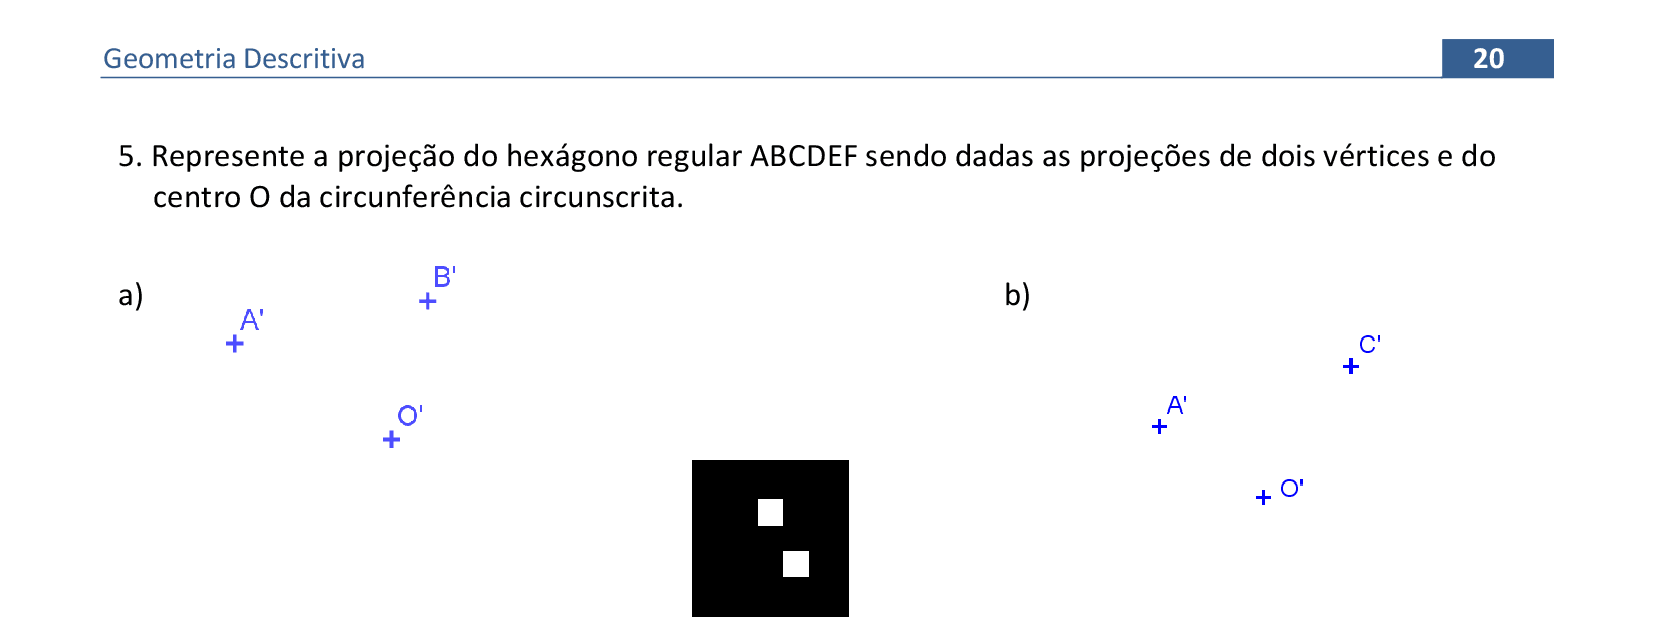 Geometria Descritiva 20
5. Represente a projeção do hexágono regular ABCDEF sendo dadas as projeções de dois vértices e do
centro O da circunferência circunscrita.
a)
B'
A'
O'
b)
C'
A'
O'